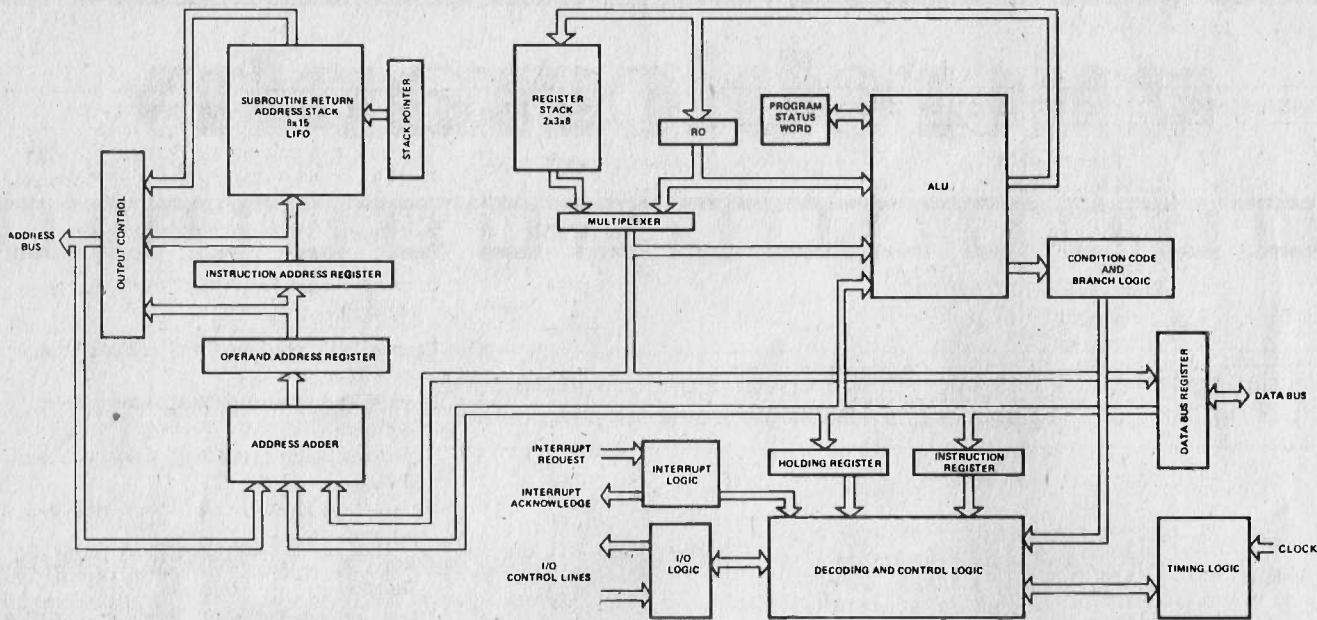 SUBROUTINE RETURN
ADDRESS STACK
8x15
LIFO
STACK POINTER
REGISTER
STACK
2x3x8
RO
PROGRAM
STATUS
WORD
ALU
MULTIPLEXER
ADDRESS
BUS
OUTPUT CONTROL
INSTRUCTION ADDRESS REGISTER
OPERAND ADDRESS REGISTER
CONDITION CODE
AND
BRANCH LOGIC
DATA BUS REGISTER
DATA BUS
ADDRESS ADDER
INTERRUPT
REQUEST
INTERRUPT
ACKNOWLEDGE
INTERRUPT
LOGIC
HOLDING REGISTER
INSTRUCTION
REGISTER
I/O
CONTROL LINES
I/O
LOGIC
DECODING AND CONTROL LOGIC
TIMING LOGIC
CLOCK